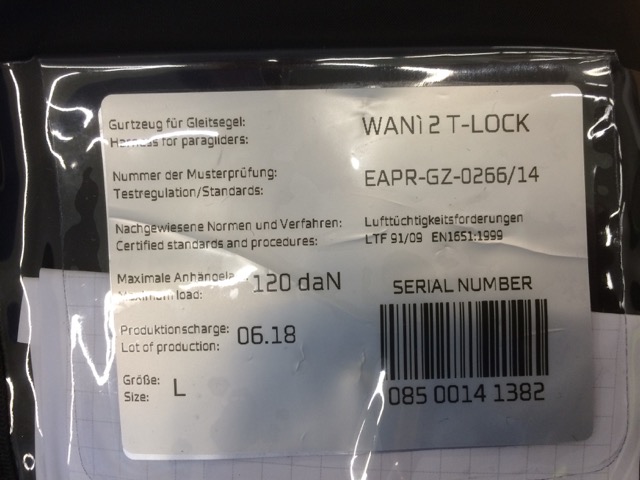 Gurtzeug für Gleitsegel:
Harness for paragliders:
WANI 2 T-LOCK
Nummer der Musterprüfung:
Testregulation/Standards:
EAPR-GZ-0266/14
Nachgewiesene Normen und Verfahren:
Certified standards and procedures:
Lufttüchtigkeitsforderungen
LTF 91/09 EN1651:1999
Maximale
Maximum load:
120 daN
SERIAL NUMBER
Produktionscharge:
Lot of production:
06.18
Größe:
Size:
L
085 0014 1382